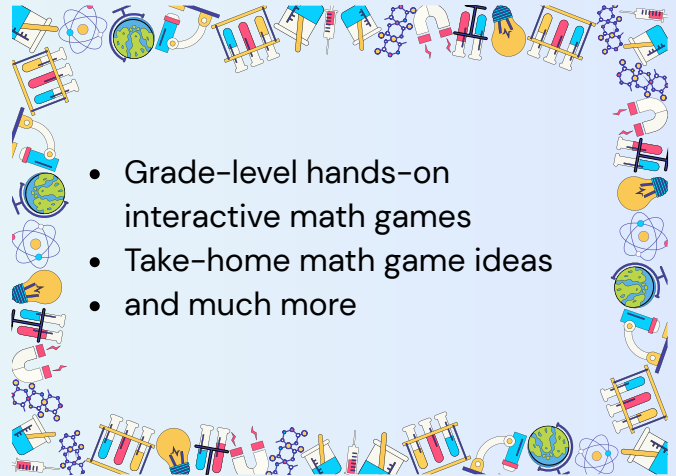 • Grade-level hands-on
interactive math games
• Take-home math game ideas
• and much more